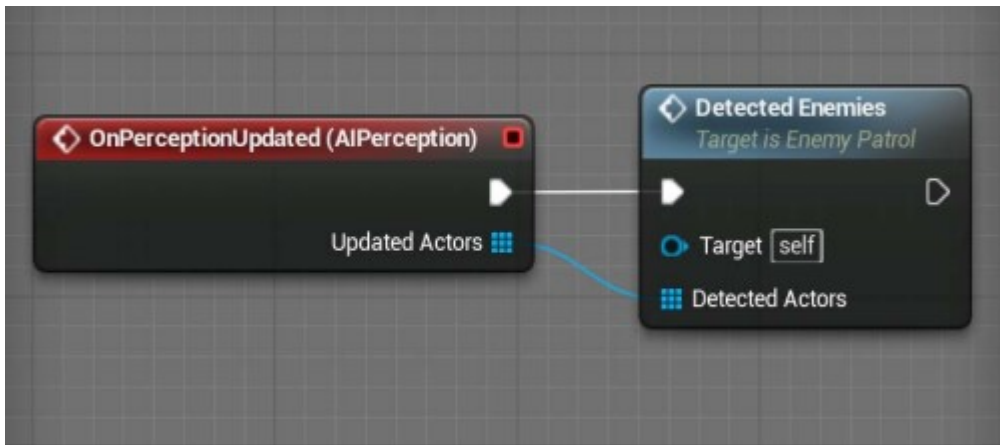 OnPerceptionUpdated (AIPerception)
Updated Actors
Detected Enemies
Target is Enemy Patrol
Target self
Detected Actors